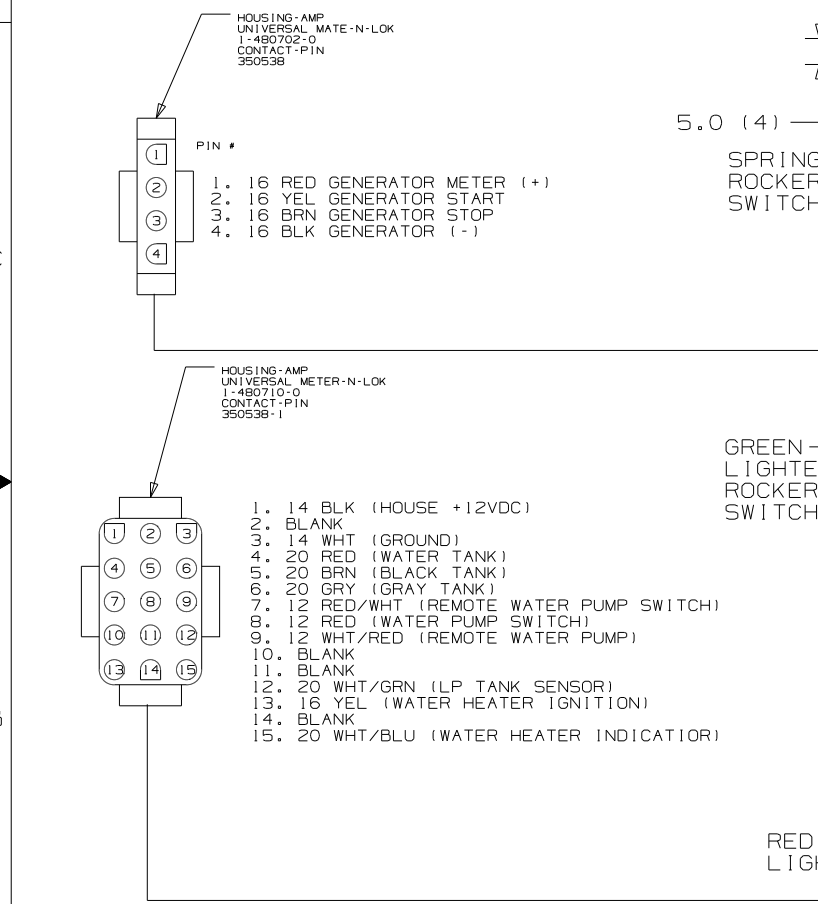 HOUSING-AMP
UNIVERSAL MATE-N-LOK
1-480702-0
CONTACT-PIN
350538
PIN #
1
2
3
4
1. 16 RED GENERATOR METER (+)
2. 16 YEL GENERATOR START
3. 16 BRN GENERATOR STOP
4. 16 BLK GENERATOR (-)
5.0 (4)
SPRING
ROCKER
SWITCH
HOUSING-AMP
UNIVERSAL METER-N-LOK
1-480710-0
CONTACT-PIN
350538-1
1 2 3
4 5 6
7 8 9
10 11 12
13 14 15
1. 14 BLK (HOUSE +12VDC)
2. BLANK
3. 14 WHT (GROUND)
4. 20 RED (WATER TANK)
5. 20 BRN (BLACK TANK)
6. 20 GRY (GRAY TANK)
7. 12 RED/WHT (REMOTE WATER PUMP SWITCH)
8. 12 RED (WATER PUMP SWITCH)
9. 12 WHT/RED (REMOTE WATER PUMP)
10. BLANK
11. BLANK
12. 20 WHT/GRN (LP TANK SENSOR)
13. 16 YEL (WATER HEATER IGNITION)
14. BLANK
15. 20 WHT/BLU (WATER HEATER INDICATIOR)
GREEN-
LIGHTE
ROCKER
SWITCH
RED
LIGH